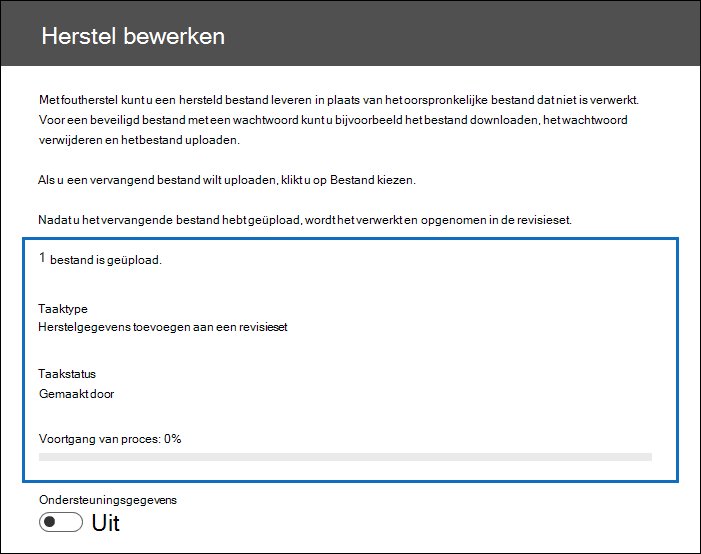 Herstel bewerken
Met foutherstel kunt u een hersteld bestand leveren in plaats van het oorspronkelijke bestand dat niet is verwerkt.
Voor een beveiligd bestand met een wachtwoord kunt u bijvoorbeeld het bestand downloaden, het wachtwoord
verwijderen en het bestand uploaden.
Als u een vervangend bestand wilt uploaden, klikt u op Bestand kiezen.
Nadat u het vervangende bestand hebt geüpload, wordt het verwerkt en opgenomen in de revisieset.
1 bestand is geüpload.
Taaktype
Herstelgegevens toevoegen aan een revisieset
Taakstatus
Gemaakt door
Voortgang van proces: 0%
Ondersteuningsgegevens
Uit